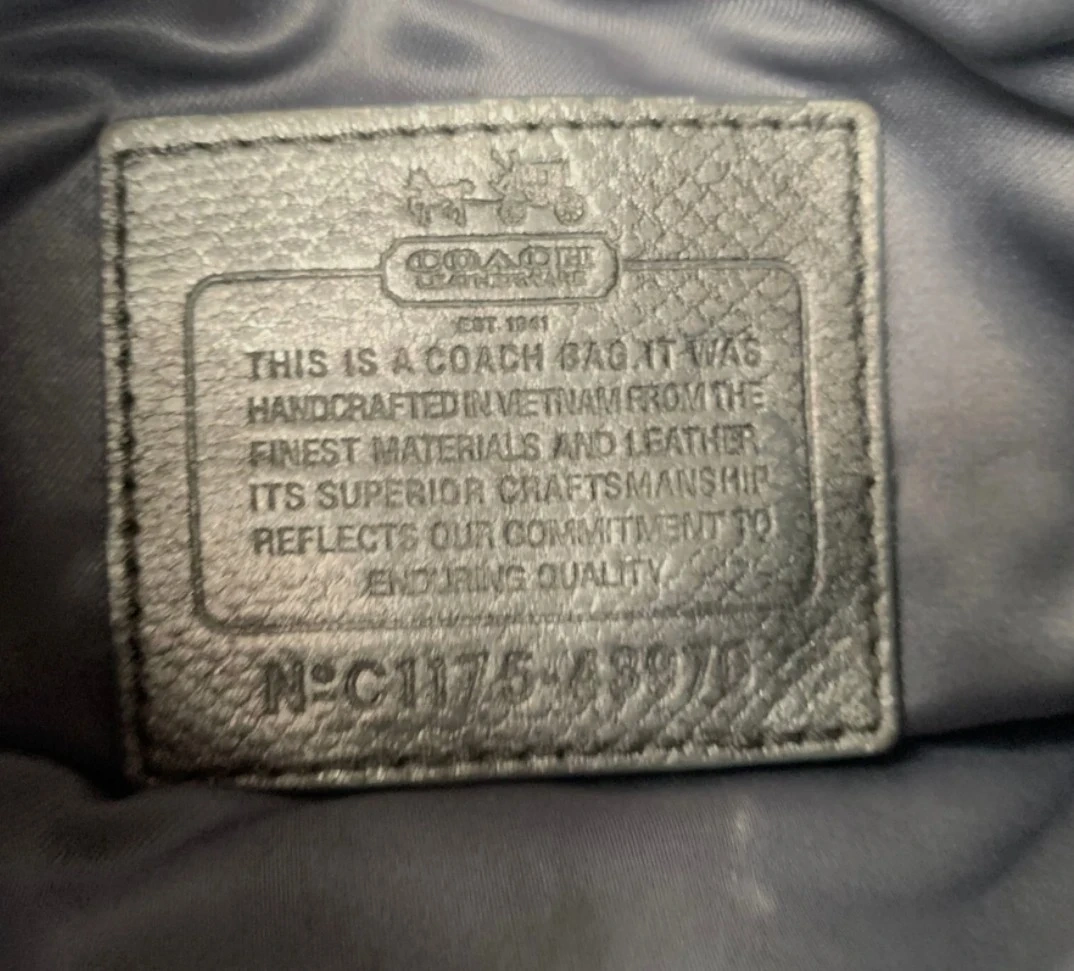 COACH
LEATHERWARE
EST. 1941
THIS IS A COACH BAG. IT WAS
HANDCRAFTED IN VIETNAM FROM THE
FINEST MATERIALS AND LEATHER
ITS SUPERIOR CRAFTSMANSHIP
REFLECTS OUR COMMITMENT TO
ENDURING QUALITY.